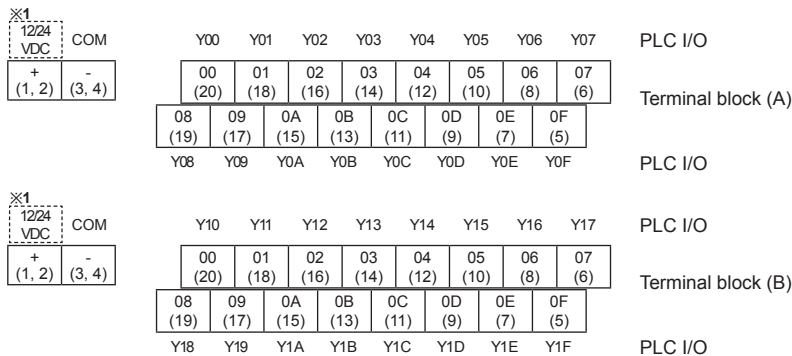 ※1
12/24 VDC COM Y00 Y01 Y02 Y03 Y04 Y05 Y06 Y07 PLC I/O
+ - 00 01 02 03 04 05 06 07
(1, 2) (3, 4) (20) (18) (16) (14) (12) (10) (8) (6)
Terminal block (A)
08 09 0A 0B 0C 0D 0E 0F
(19) (17) (15) (13) (11) (9) (7) (5)
Y08 Y09 Y0A Y0B Y0C Y0D Y0E Y0F PLC I/O
※1
12/24 VDC COM Y10 Y11 Y12 Y13 Y14 Y15 Y16 Y17 PLC I/O
+ - 00 01 02 03 04 05 06 07
(1, 2) (3, 4) (20) (18) (16) (14) (12) (10) (8) (6)
Terminal block (B)
08 09 0A 0B 0C 0D 0E 0F
(19) (17) (15) (13) (11) (9) (7) (5)
Y18 Y19 Y1A Y1B Y1C Y1D Y1E Y1F PLC I/O